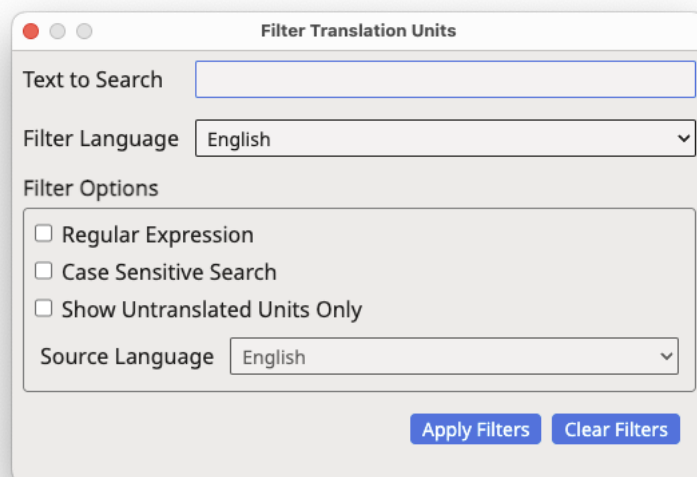 Filter Translation Units
Text to Search
Filter Language English
Filter Options
Regular Expression
Case Sensitive Search
Show Untranslated Units Only
Source Language English
Apply Filters Clear Filters